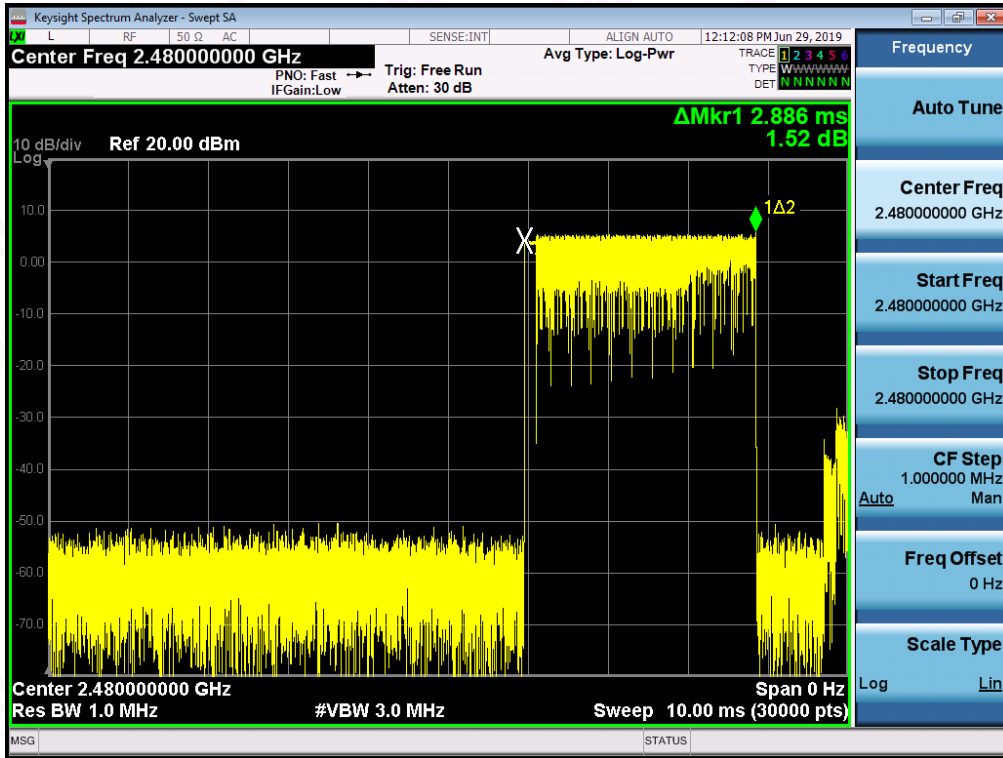 Keysight Spectrum Analyzer - Swept SA
LXI L RF 50 Ω AC SENSE:INT ALIGN AUTO 12:12:08 PM Jun 29, 2019
Center Freq 2.480000000 GHz
PNO: Fast
IFGain:Low
Trig: Free Run
Atten: 30 dB
Avg Type: Log-Pwr
TRACE 1 2 3 4 5 6
TYPE WWWWWW
DET N N N N N N
ΔMkr1 2.886 ms
1.52 dB
10 dB/div Ref 20.00 dBm
Log
1Δ2
10.0
0.00
-10.0
-20.0
-30.0
-40.0
-50.0
-60.0
-70.0
Center 2.480000000 GHz Span 0 Hz
Res BW 1.0 MHz #VBW 3.0 MHz Sweep 10.00 ms (30000 pts)
MSG STATUS
Frequency
Auto Tune
Center Freq
2.480000000 GHz
Start Freq
2.480000000 GHz
Stop Freq
2.480000000 GHz
CF Step
1.000000 MHz
Auto Man
Freq Offset
0 Hz
Scale Type
Log Lin